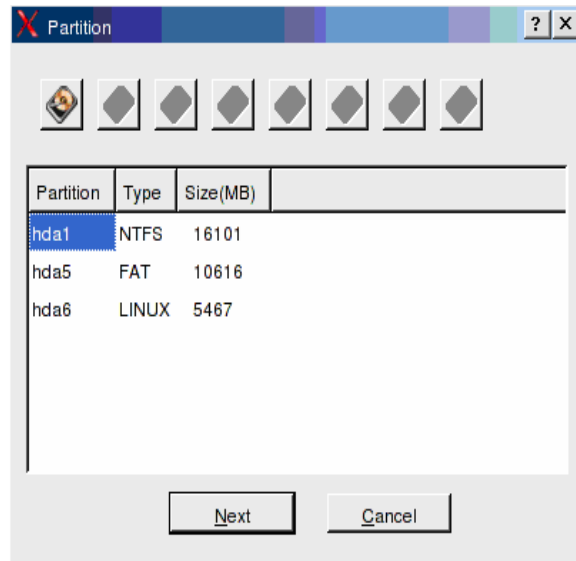 Partition ? X
Partition Type Size(MB)
hda1 NTFS 16101
hda5 FAT 10616
hda6 LINUX 5467
Next Cancel